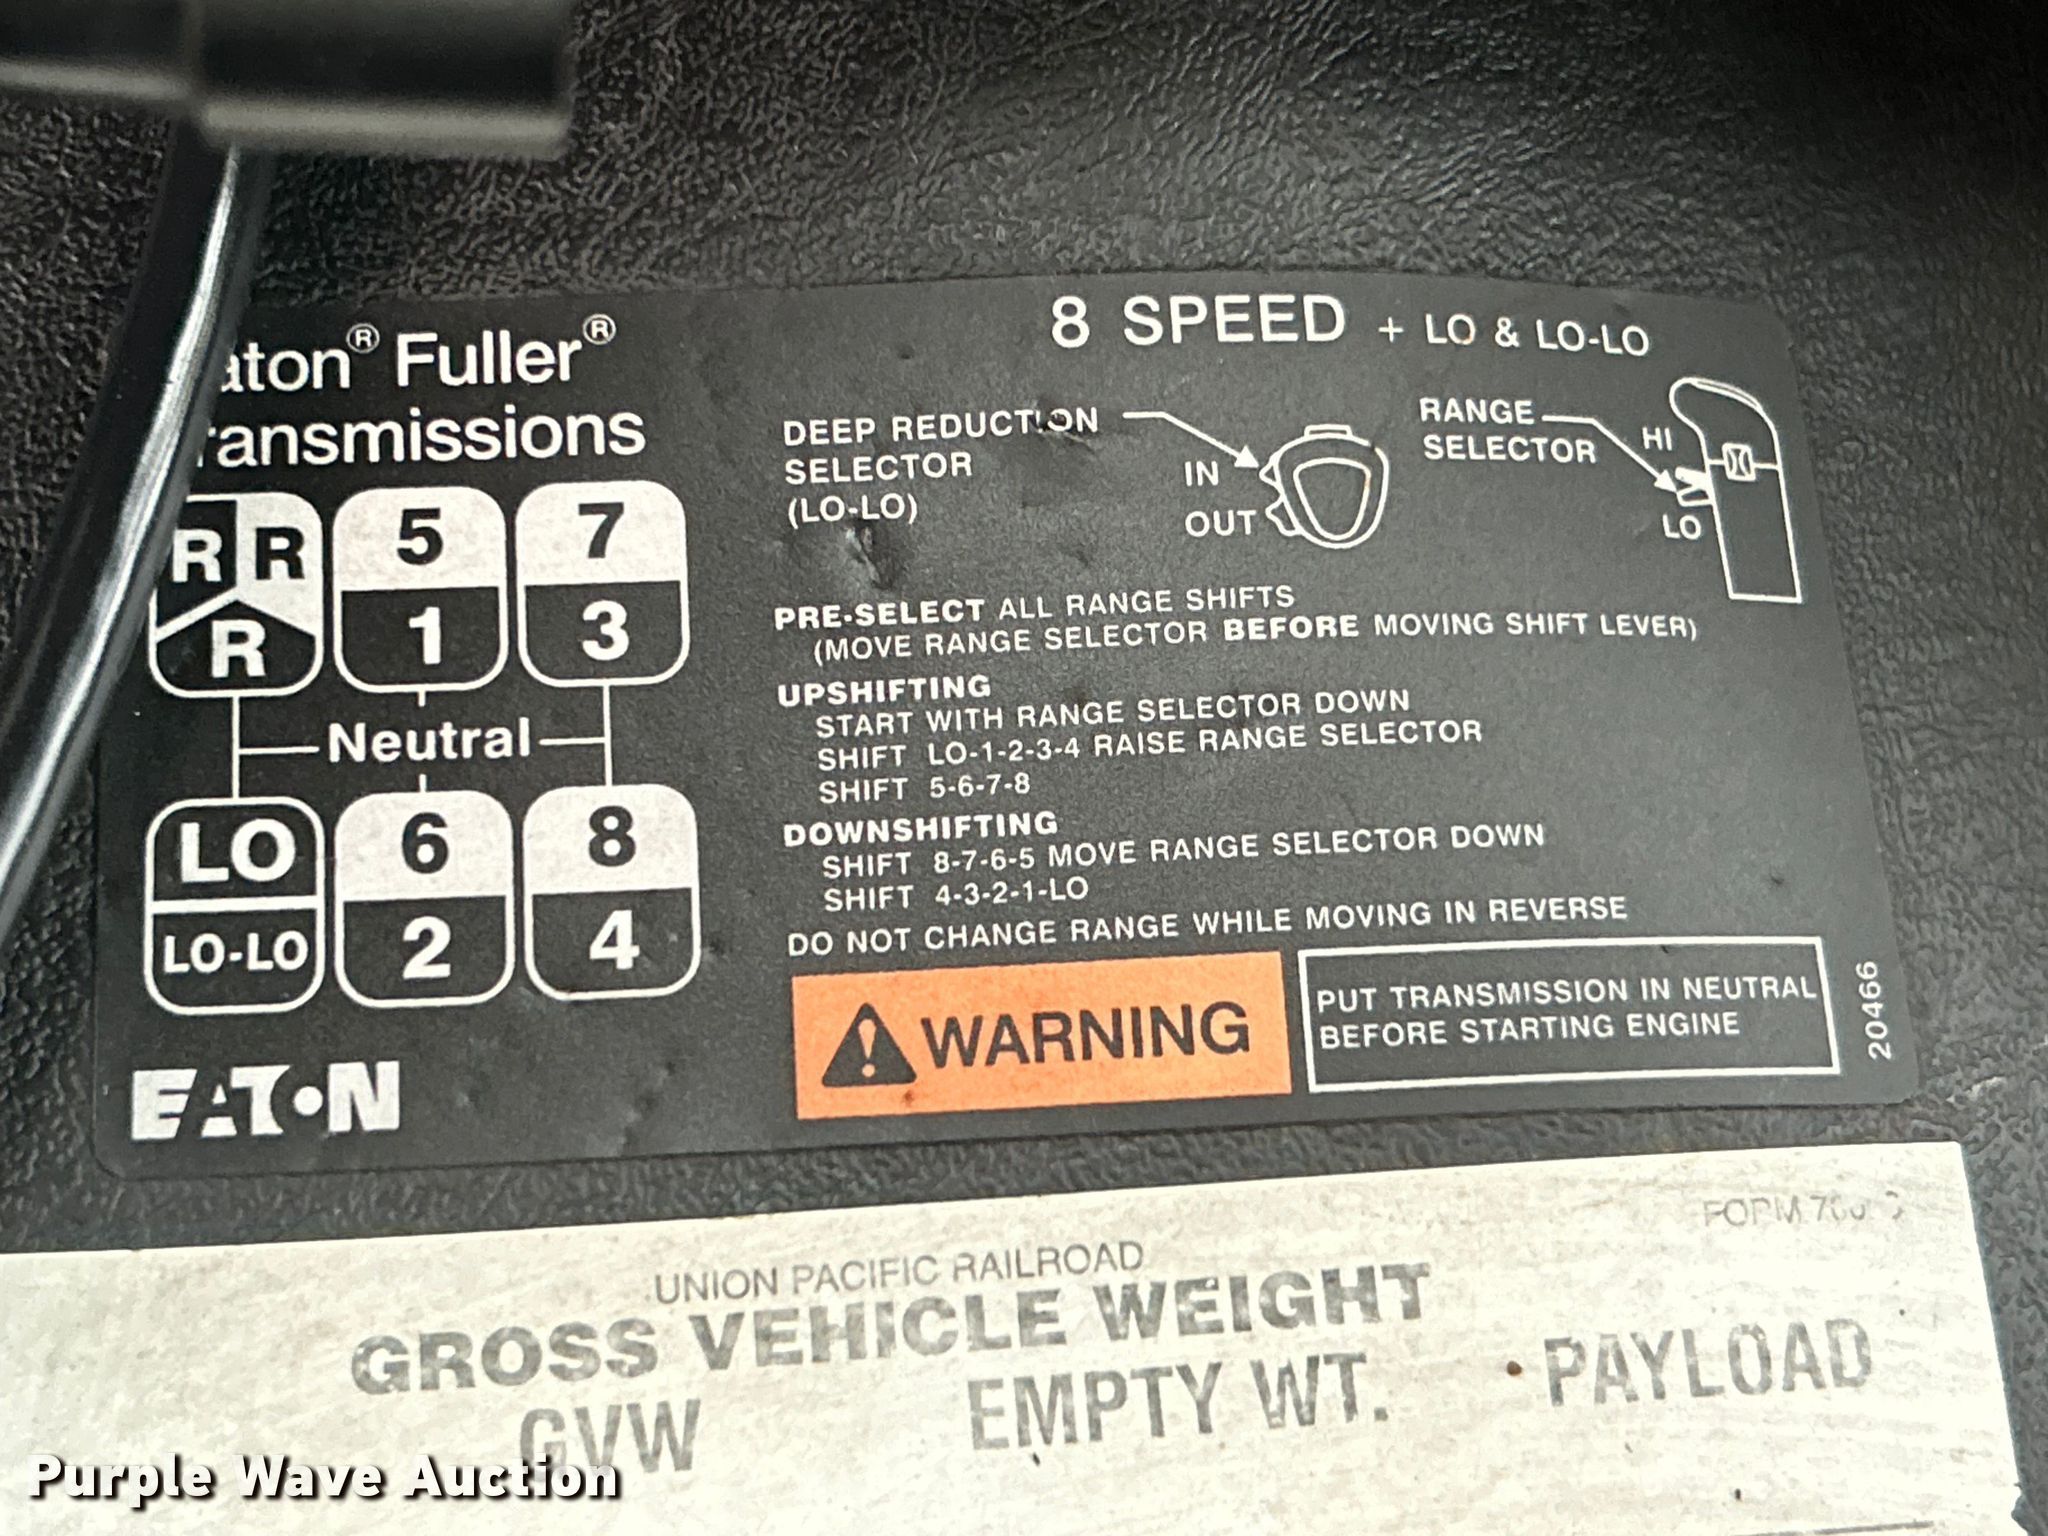 aton® Fuller®
ransmissions
8 SPEED + LO & LO-LO
R R 5 7
R 1 3
Neutral
LO 6 8
LO-LO 2 4
EATON
DEEP REDUCTION
SELECTOR
(LO-LO)
IN
OUT
RANGE
SELECTOR
HI
LO
PRE-SELECT ALL RANGE SHIFTS
(MOVE RANGE SELECTOR BEFORE MOVING SHIFT LEVER)
UPSHIFTING
START WITH RANGE SELECTOR DOWN
SHIFT LO-1-2-3-4 RAISE RANGE SELECTOR
SHIFT 5-6-7-8
DOWNSHIFTING
SHIFT 8-7-6-5 MOVE RANGE SELECTOR DOWN
SHIFT 4-3-2-1-LO
DO NOT CHANGE RANGE WHILE MOVING IN REVERSE
WARNING
PUT TRANSMISSION IN NEUTRAL
BEFORE STARTING ENGINE
20466
FORM
UNION PACIFIC RAILROAD
GROSS VEHICLE WEIGHT
GVW EMPTY WT. PAYLOAD
Purple Wave Auction